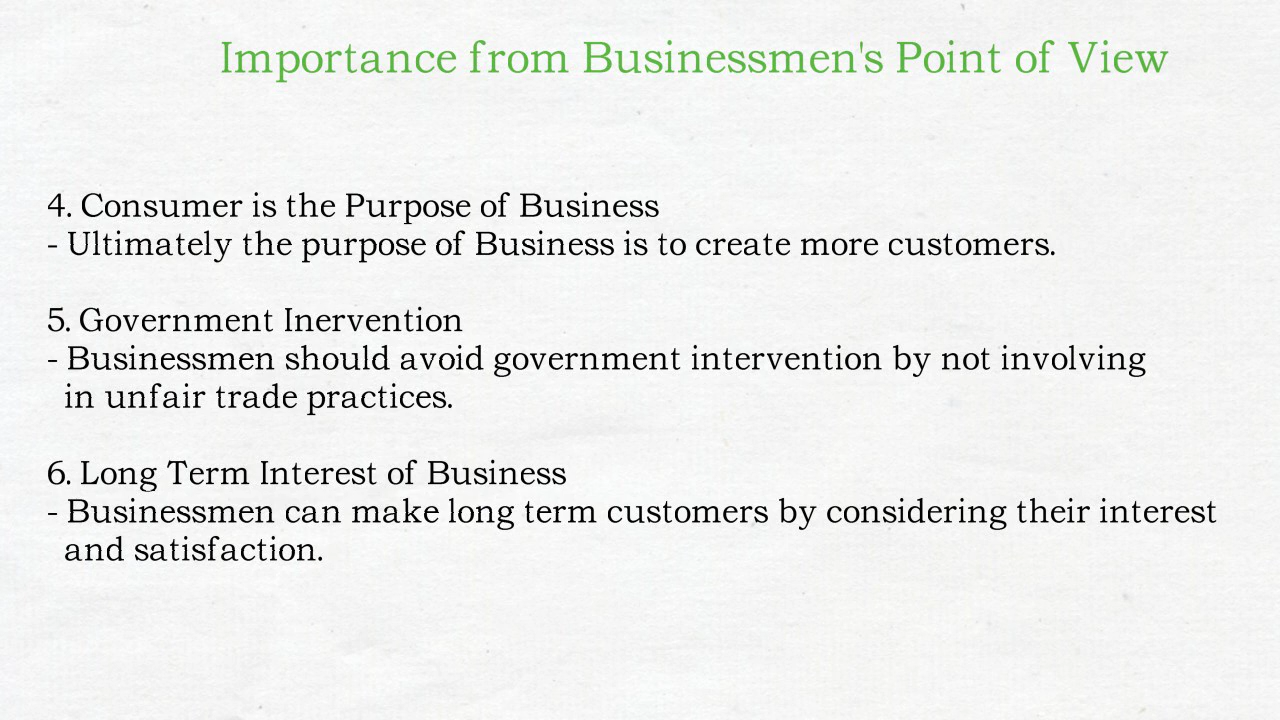 Importance from Businessmen's Point of View
4. Consumer is the Purpose of Business
- Ultimately the purpose of Business is to create more customers.
5. Government Inervention
- Businessmen should avoid government intervention by not involving
in unfair trade practices.
6. Long Term Interest of Business
- Businessmen can make long term customers by considering their interest
and satisfaction.